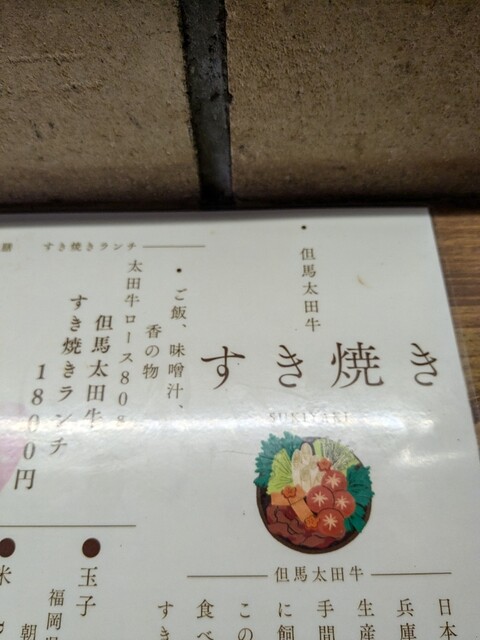 ・但馬太田牛
すき焼き
SUKIYAKI
但馬太田牛
日本
兵庫
生産
手間
に飼
この
食べ
すき
すき焼きランチ
膳
・ご飯、味噌汁、
香の物
太田牛ロース80g
但馬太田牛
すき焼きランチ
1800円
●玉子
福岡県
朝
●米